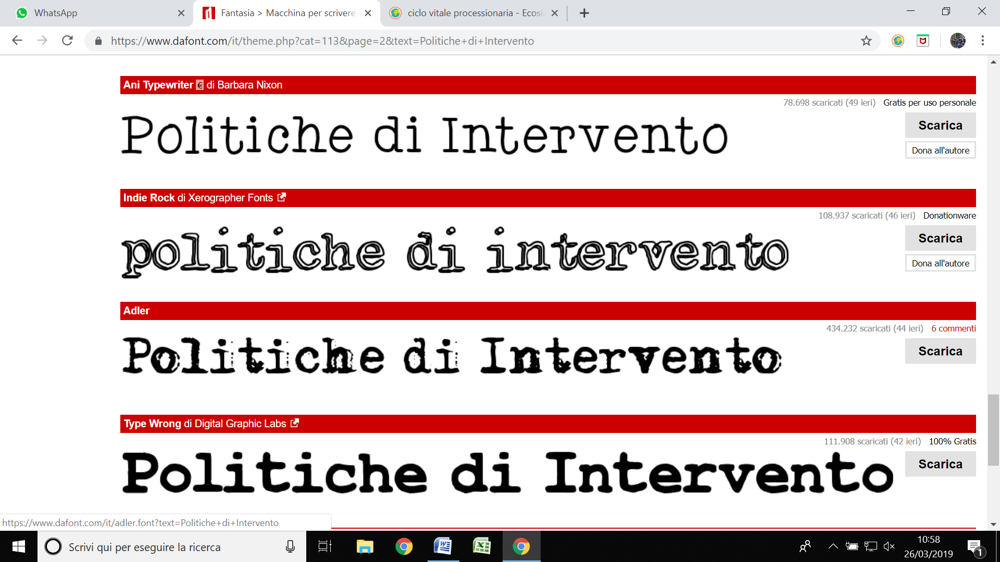 WhatsApp
Fantasia > Macchina per scrivere
ciclo vitale processionaria - Ecosi
https://www.dafont.com/it/theme.php?cat=113&page=2&text=Politiche+di+Intervento
Ani Typewriter € di Barbara Nixon
78.698 scaricati (49 ieri) Gratis per uso personale
Politiche di Intervento
Scarica
Dona all'autore
Indie Rock di Xerographer Fonts
108.937 scaricati (46 ieri) Donationware
politiche di intervento
Scarica
Dona all'autore
Adler
434.232 scaricati (44 ieri) 6 commenti
Politiche di Intervento
Scarica
Type Wrong di Digital Graphic Labs
111.908 scaricati (42 ieri) 100% Gratis
Politiche di Intervento
Scarica
https://www.dafont.com/it/adler.font?text=Politiche+di+Intervento
Scrivi qui per eseguire la ricerca
10:58
26/03/2019
1